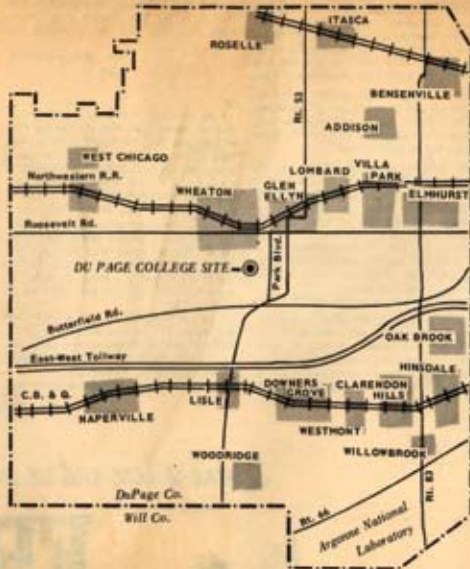 ITASCA
ROSELLE
Rt. 53
BENSENVILLE
ADDISON
WEST CHICAGO
Northwestern R.R.
WHEATON
GLEN
ELLYN
LOMBARD
VILLA
PARK
ELMHURST
Roosevelt Rd.
Park Blvd.
DU PAGE COLLEGE SITE
Butterfield Rd.
East-West Tollway
OAK BROOK
HINSDALE
C.B. & Q.
NAPERVILLE
LISLE
DOWNERS
GROVE
CLARENDON
HILLS
WESTMONT
WILLOWBROOK
WOODRIDGE
Rt. 83
DuPage Co.
Will Co.
Rt. 66
Argonne National
Laboratory